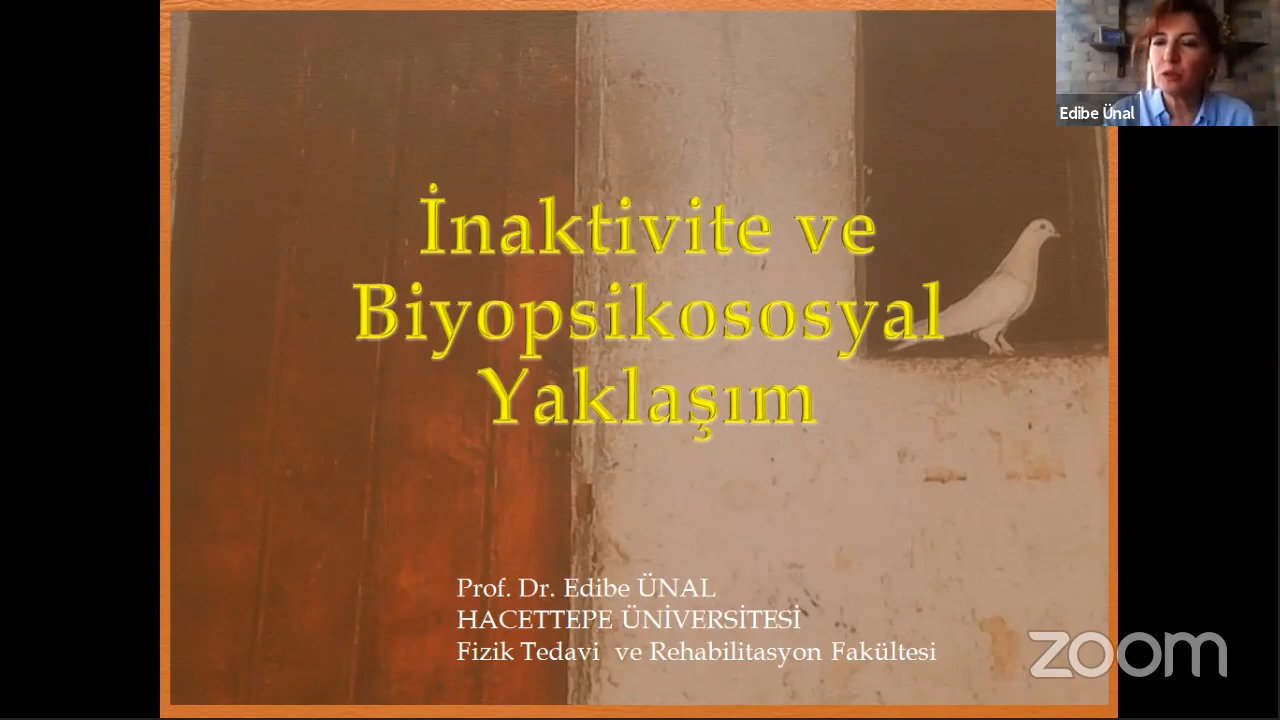 Edibe Ünal
İnaktivite ve
Biyopsikososyal
Yaklaşım
Prof. Dr. Edibe ÜNAL
HACETTEPE ÜNİVERSİTESİ
Fizik Tedavi ve Rehabilitasyon Fakültesi
zoom